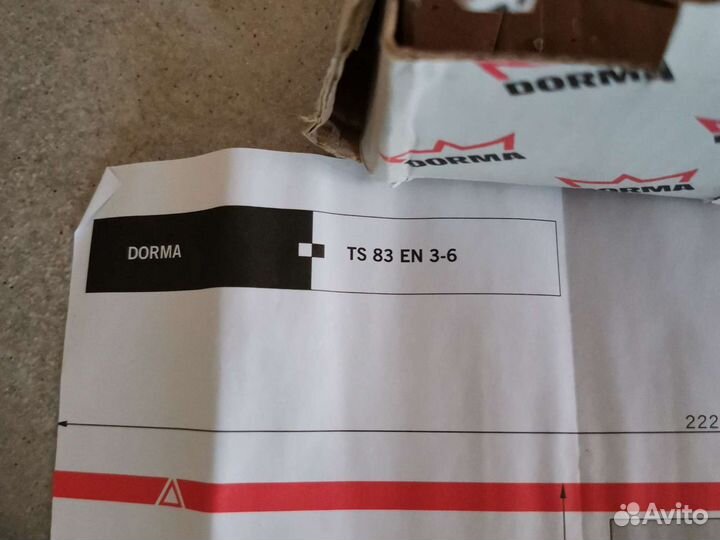 DORMA
DORMA
DORMA
DORMA TS 83 EN 3-6
222
Avito